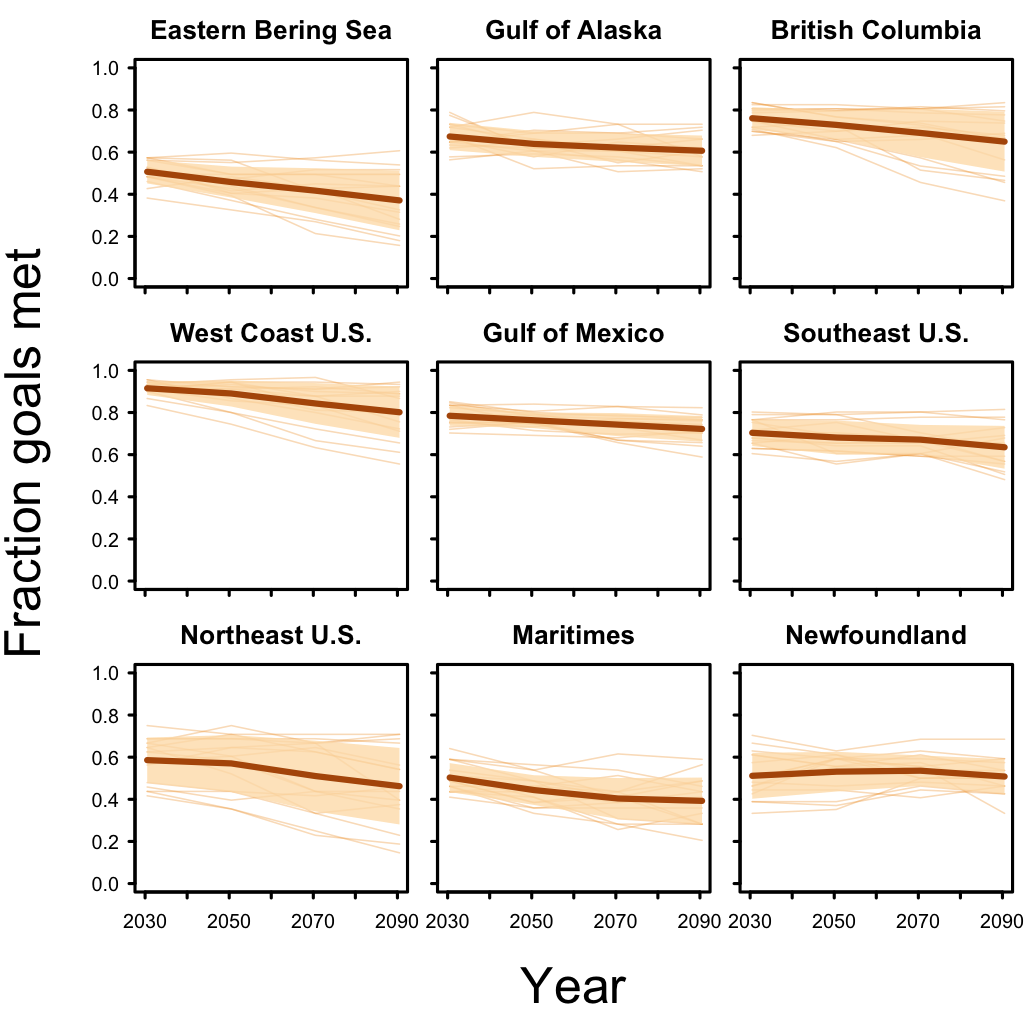 Eastern Bering Sea
Gulf of Alaska
British Columbia
1.0
0.8
0.6
0.4
0.2
0.0
West Coast U.S.
Gulf of Mexico
Southeast U.S.
1.0
0.8
0.6
0.4
0.2
0.0
Northeast U.S.
Maritimes
Newfoundland
1.0
0.8
0.6
0.4
0.2
0.0
2030 2050 2070 2090 2030 2050 2070 2090 2030 2050 2070 2090
Fraction goals met
Year